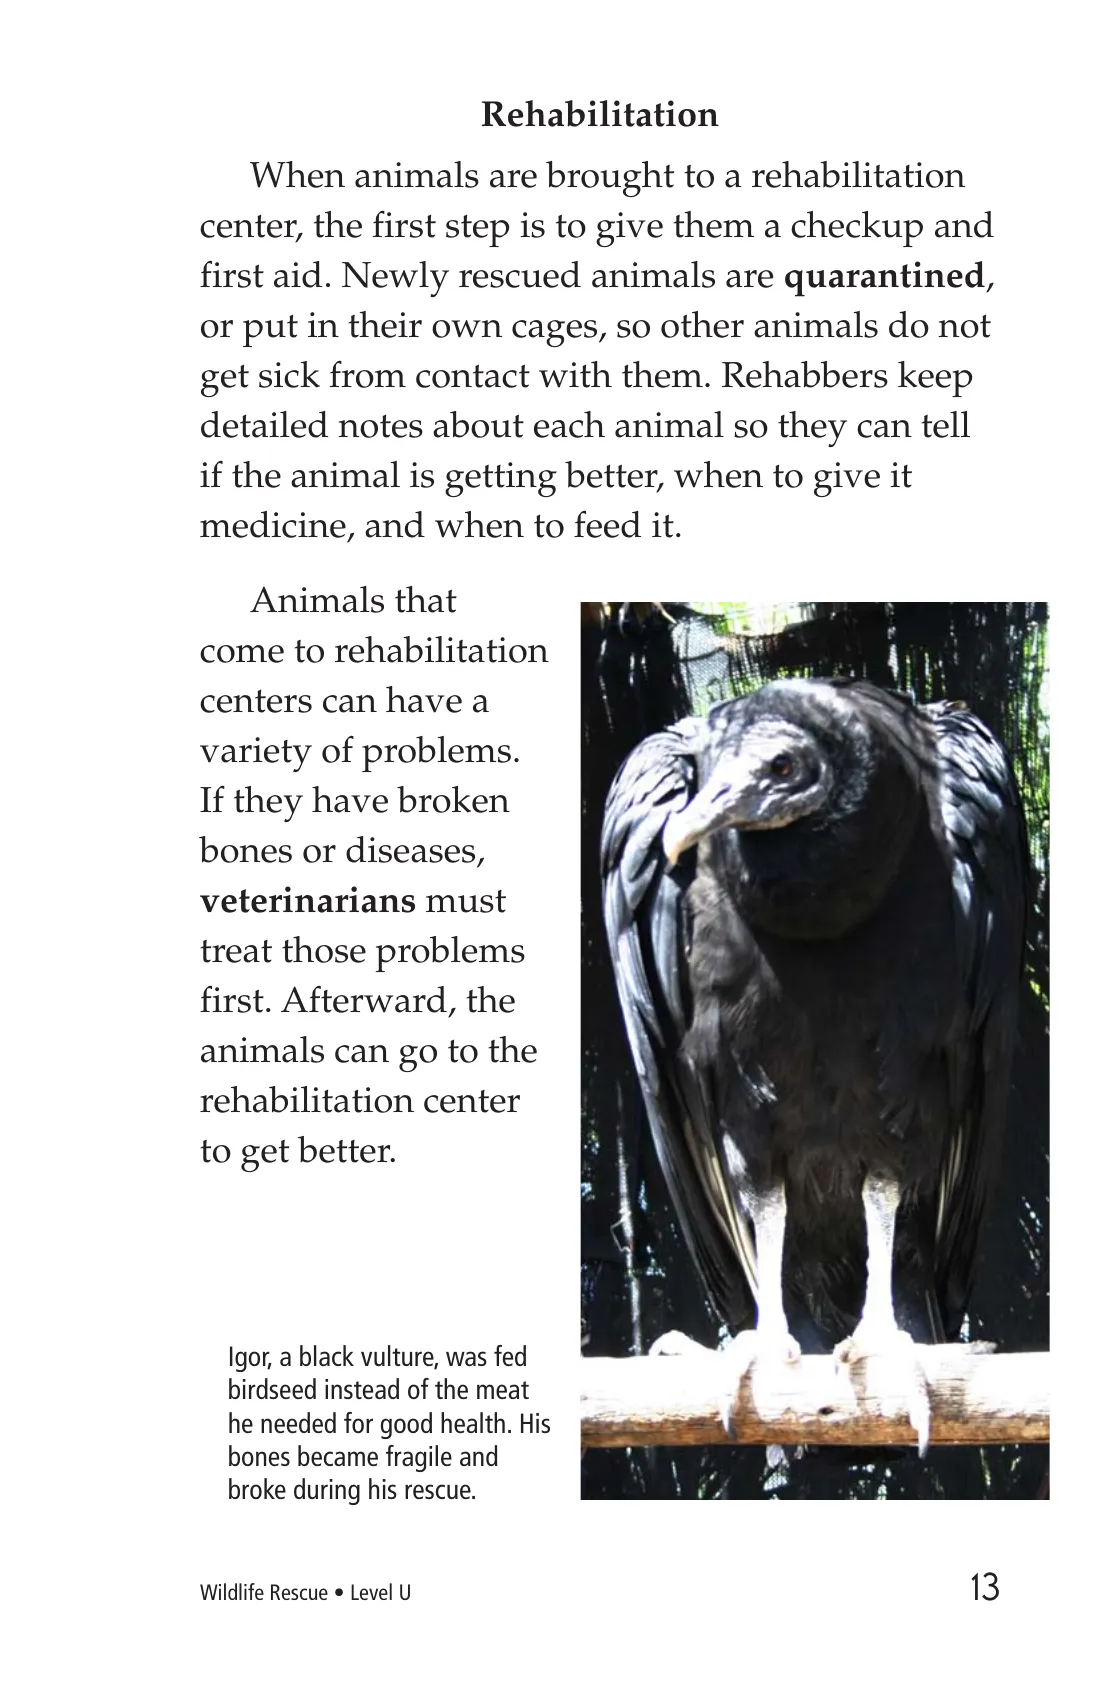 Rehabilitation
When animals are brought to a rehabilitation
center, the first step is to give them a checkup and
first aid. Newly rescued animals are quarantined,
or put in their own cages, so other animals do not
get sick from contact with them. Rehabbers keep
detailed notes about each animal so they can tell
if the animal is getting better, when to give it
medicine, and when to feed it.
Animals that
come to rehabilitation
centers can have a
variety of problems.
If they have broken
bones or diseases,
veterinarians must
treat those problems
first. Afterward, the
animals can go to the
rehabilitation center
to get better.
Igor, a black vulture, was fed
birdseed instead of the meat
he needed for good health. His
bones became fragile and
broke during his rescue.
Wildlife Rescue • Level U
13